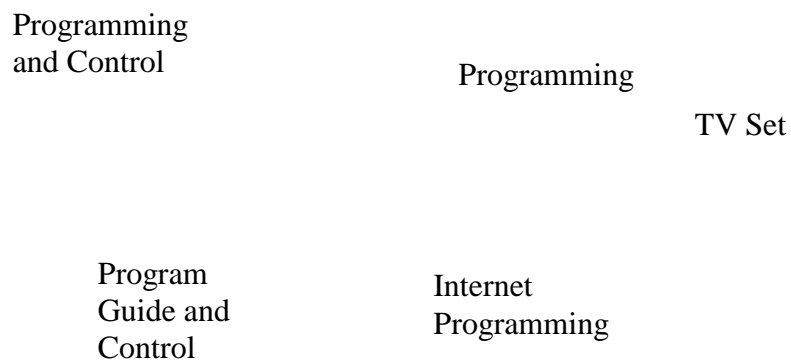 Programming
and Control
Programming
TV Set
Program
Guide and
Control
Internet
Programming